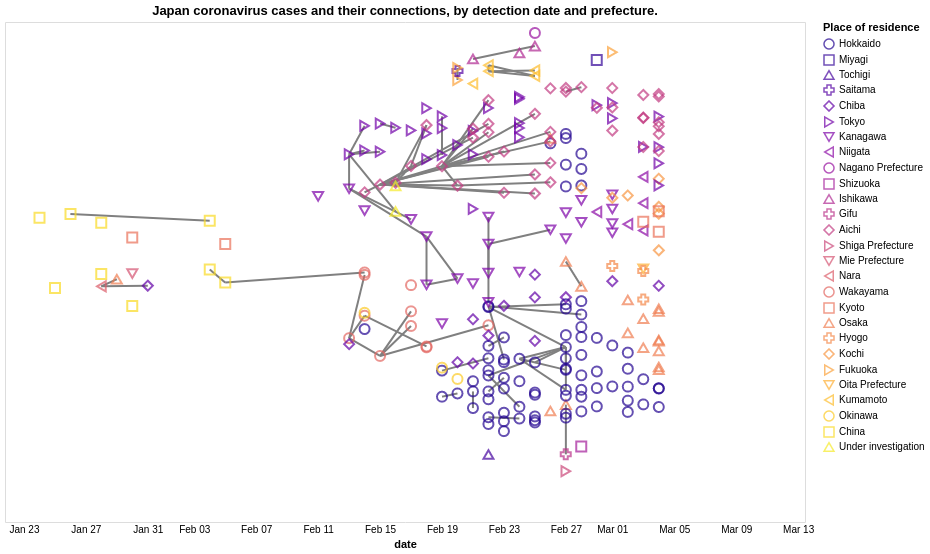 Japan coronavirus cases and their connections, by detection date and prefecture.
Place of residence
Hokkaido
Miyagi
Tochigi
Saitama
Chiba
Tokyo
Kanagawa
Niigata
Nagano Prefecture
Shizuoka
Ishikawa
Gifu
Aichi
Shiga Prefecture
Mie Prefecture
Nara
Wakayama
Kyoto
Osaka
Hyogo
Kochi
Fukuoka
Oita Prefecture
Kumamoto
Okinawa
China
Under investigation
Jan 23 Jan 27 Jan 31 Feb 03 Feb 07 Feb 11 Feb 15 Feb 19 Feb 23 Feb 27 Mar 01 Mar 05 Mar 09 Mar 13
date